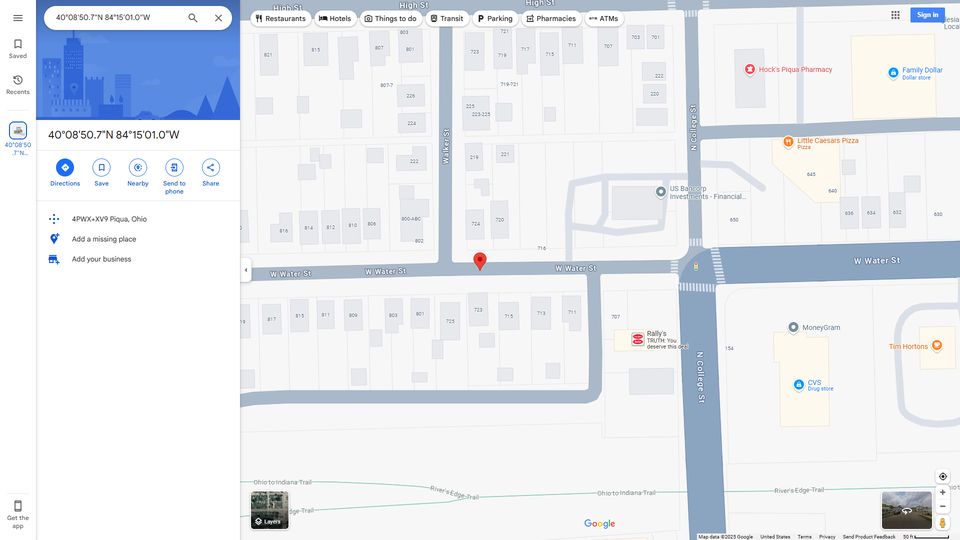 40°08'50.7"N 84°15'01.0"W
Restaurants
Hotels
Things to do
Transit
Parking
Pharmacies
ATMs
Sign in
Saved
Recents
40°08'50
.7"N...
40°08'50.7"N 84°15'01.0"W
Directions
Save
Nearby
Send to
phone
Share
4PWX+XV9 Piqua, Ohio
Add a missing place
Add your business
Get the
app
High St
High St
High St
821
815
807-7
803
801
226
224
222
723
721
717
715
711
707
703
701
222
220
719-721
225
223-225
219
221
Walker St
N College St
Hock's Piqua Pharmacy
Family Dollar
Dollar store
Little Caesars Pizza
Pizza
645
640
US Bancorp
Investments - Financial...
650
636
634
632
630
816
814
812
810
800-ABC
802
724
720
716
W Water St
W Water St
W Water St
W Water St
819
817
815
811
809
803
801
725
723
715
713
711
707
Rally's
TRUTH: You
deserve this deal
154
MoneyGram
Tim Hortons
CVS
Drug store
N College St
Ohio to Indiana Trail
River's Edge Trail
Ohio to Indiana Trail
River's Edge Trail
Layers
Google
Map data ©2025 Google
United States
Terms
Privacy
Send Product Feedback
50 ft